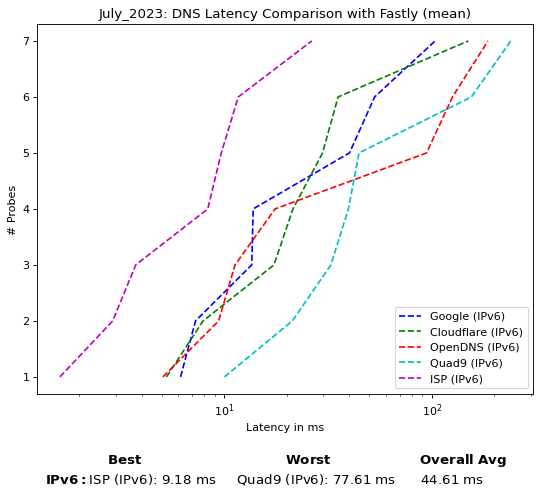 July_2023: DNS Latency Comparison with Fastly (mean)
7
6
5
4
3
2
1
# Probes
10¹ 10²
Latency in ms
Google (IPv6)
Cloudflare (IPv6)
OpenDNS (IPv6)
Quad9 (IPv6)
ISP (IPv6)
Best Worst Overall Avg
IPv6: ISP (IPv6): 9.18 ms Quad9 (IPv6): 77.61 ms 44.61 ms